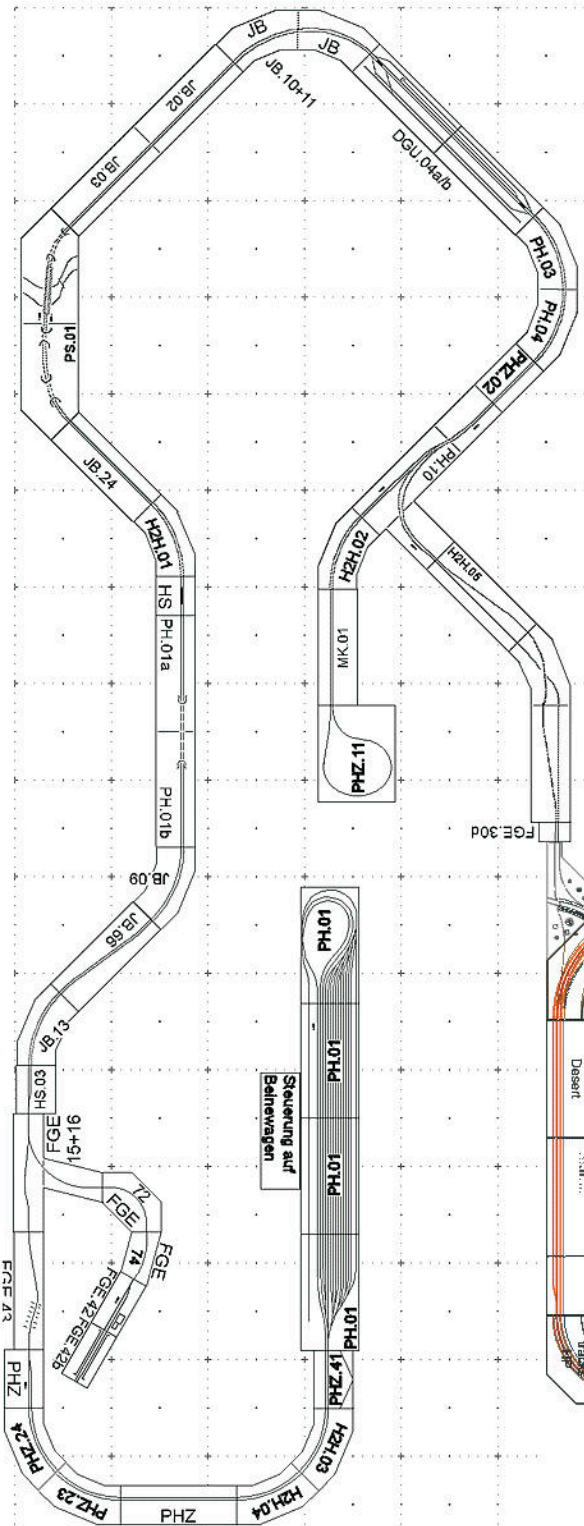 JB
JB
JB.10+11
JB.02
JB.03
DGU.04a/b
PH.03
PH.04
PHZ.02
PS.01
PH.10
JB.24
H2H.01
H2H.02
H2H.05
HS
PH.01a
MK.01
PHZ.11
PH.01b
FGE.30d
JB.09
JB.66
PH.01
JB.13
HS.03
PH.01
Desert
Steuerung auf
Beinewagen
FGE
15+16
PH.01
72
FGE
FGE
74
FGE.42
FGE.42b
FGE.43
PH.01
PHZ
PHZ.41
PHZ.24
H2H.03
PHZ.23
H2H.04
PHZ